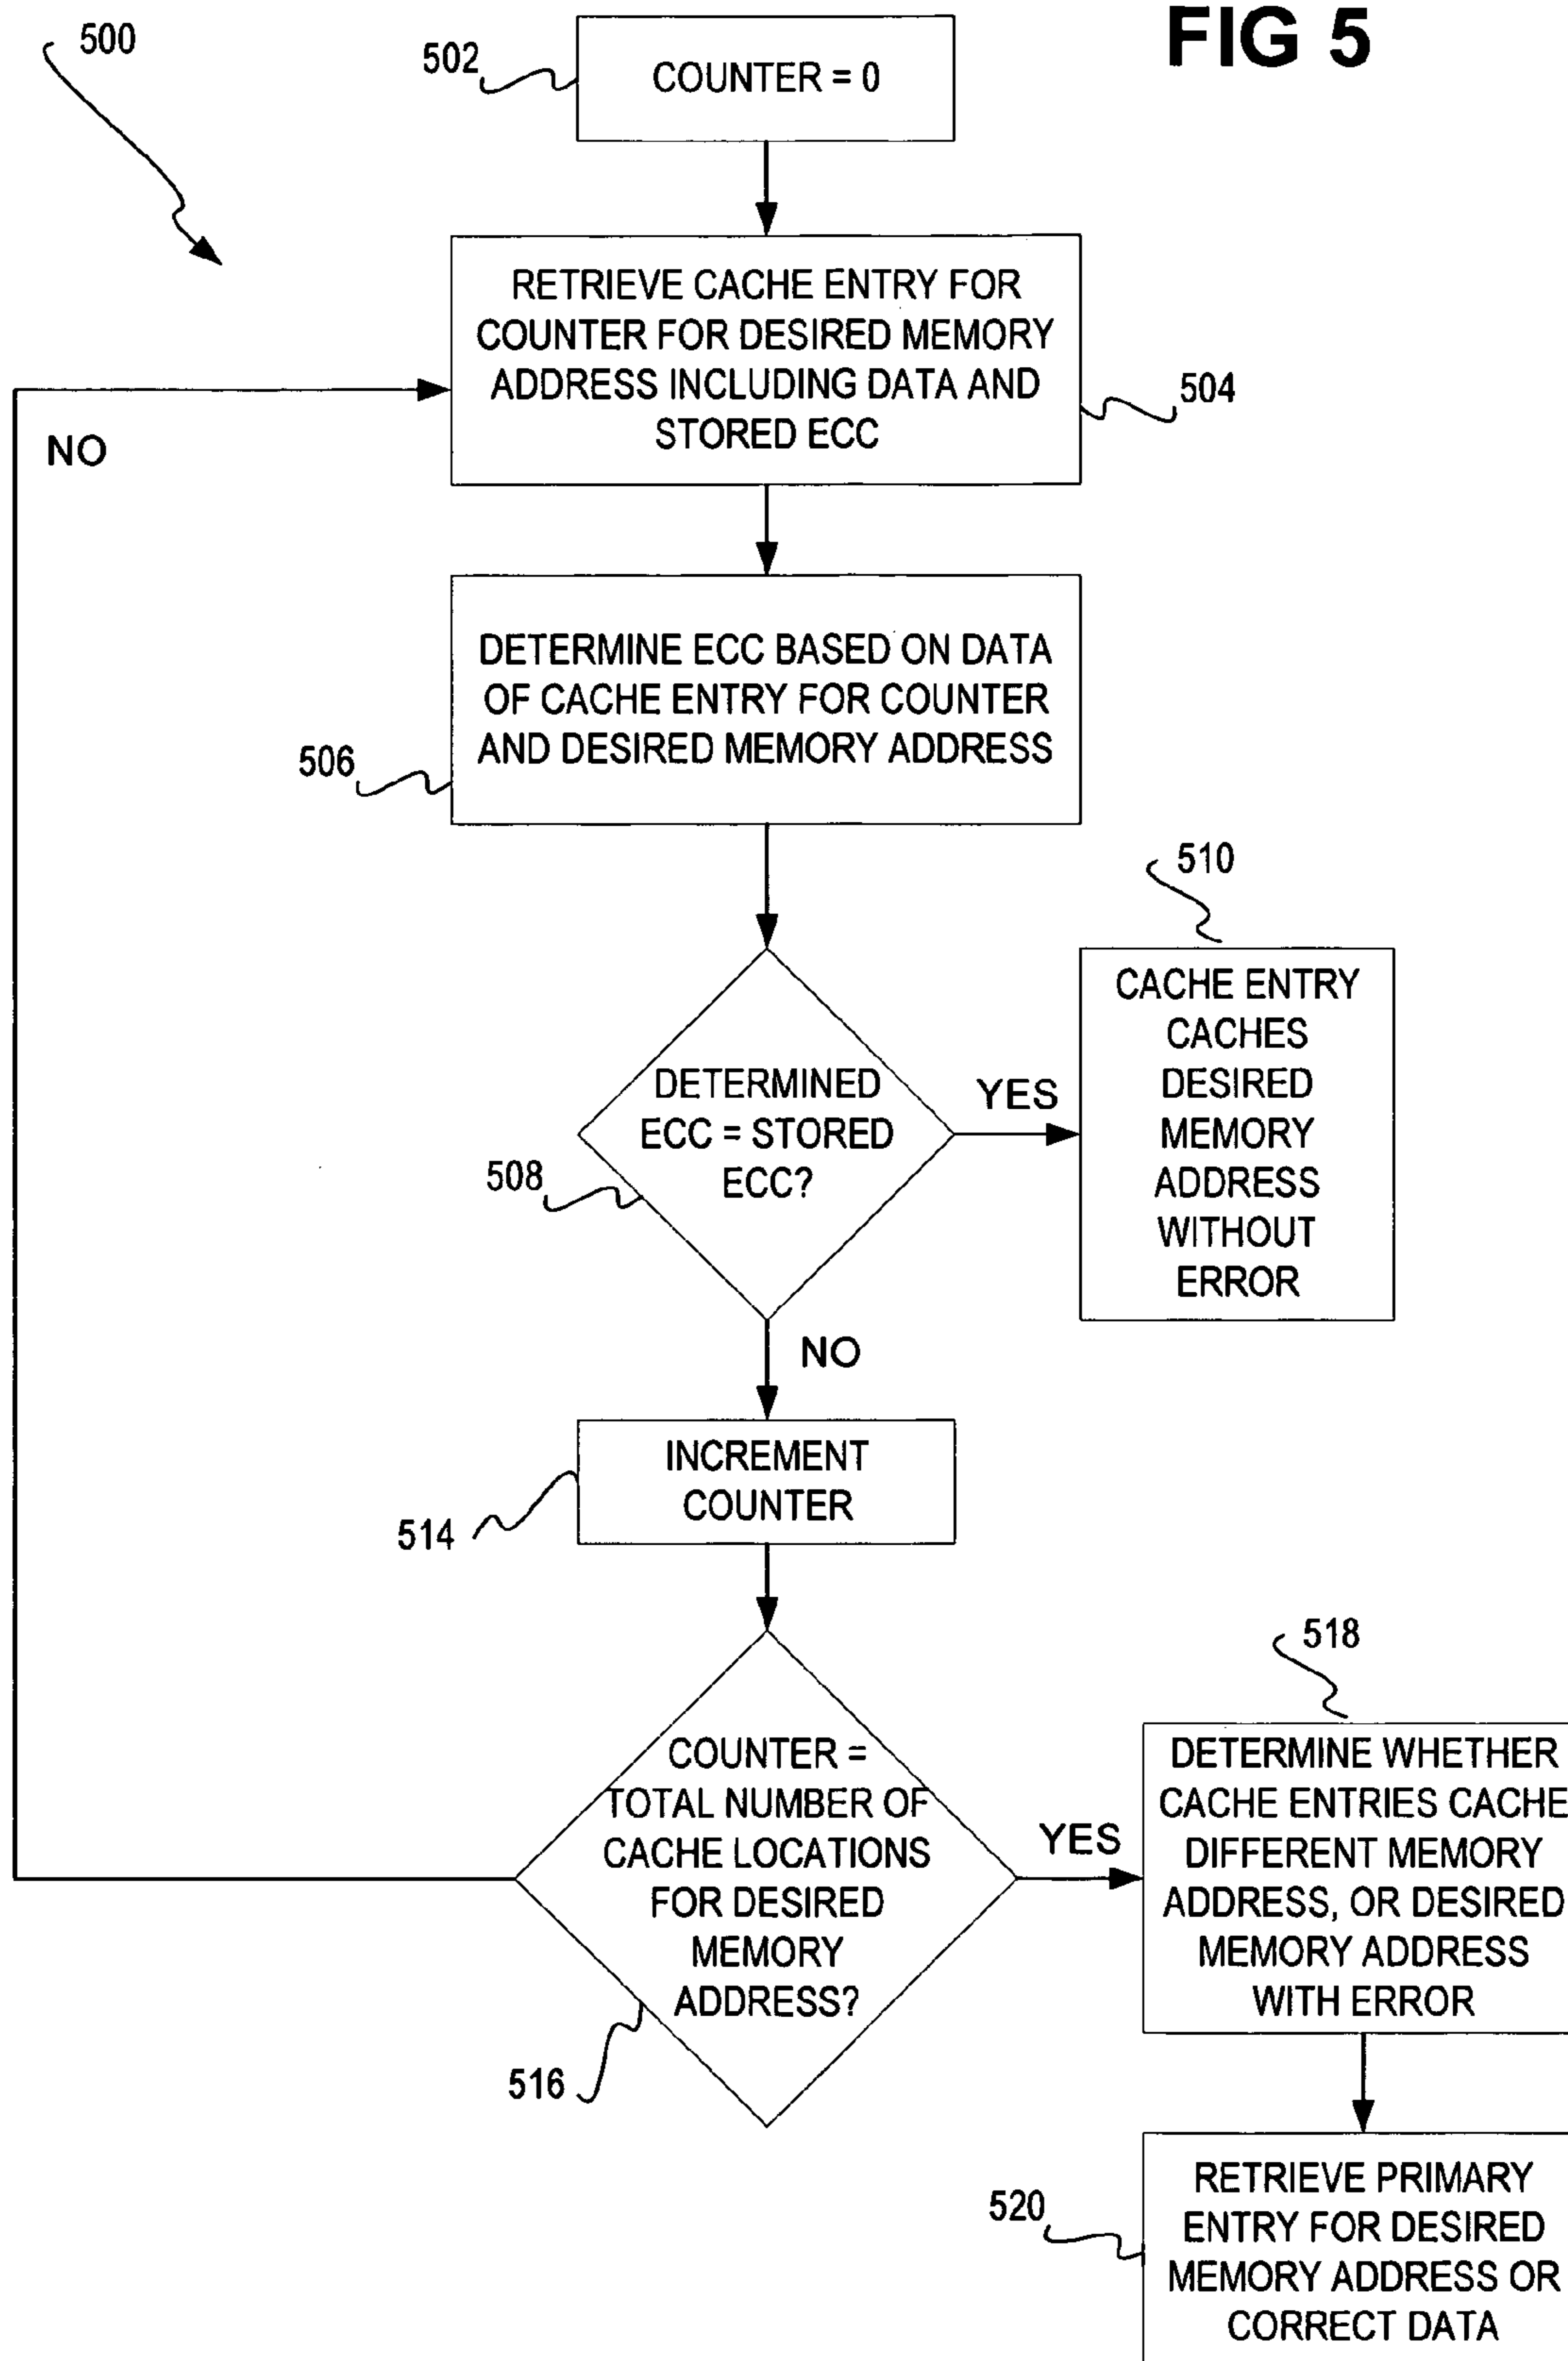 FIG 5
500
502
COUNTER = 0
RETRIEVE CACHE ENTRY FOR
COUNTER FOR DESIRED MEMORY
ADDRESS INCLUDING DATA AND
STORED ECC
504
NO
DETERMINE ECC BASED ON DATA
OF CACHE ENTRY FOR COUNTER
AND DESIRED MEMORY ADDRESS
506
510
CACHE ENTRY
CACHES
DESIRED
MEMORY
ADDRESS
WITHOUT
ERROR
DETERMINED
ECC = STORED
ECC?
YES
508
NO
INCREMENT
COUNTER
514
518
COUNTER =
TOTAL NUMBER OF
CACHE LOCATIONS
FOR DESIRED
MEMORY
ADDRESS?
YES
516
DETERMINE WHETHER
CACHE ENTRIES CACHE
DIFFERENT MEMORY
ADDRESS, OR DESIRED
MEMORY ADDRESS
WITH ERROR
520
RETRIEVE PRIMARY
ENTRY FOR DESIRED
MEMORY ADDRESS OR
CORRECT DATA